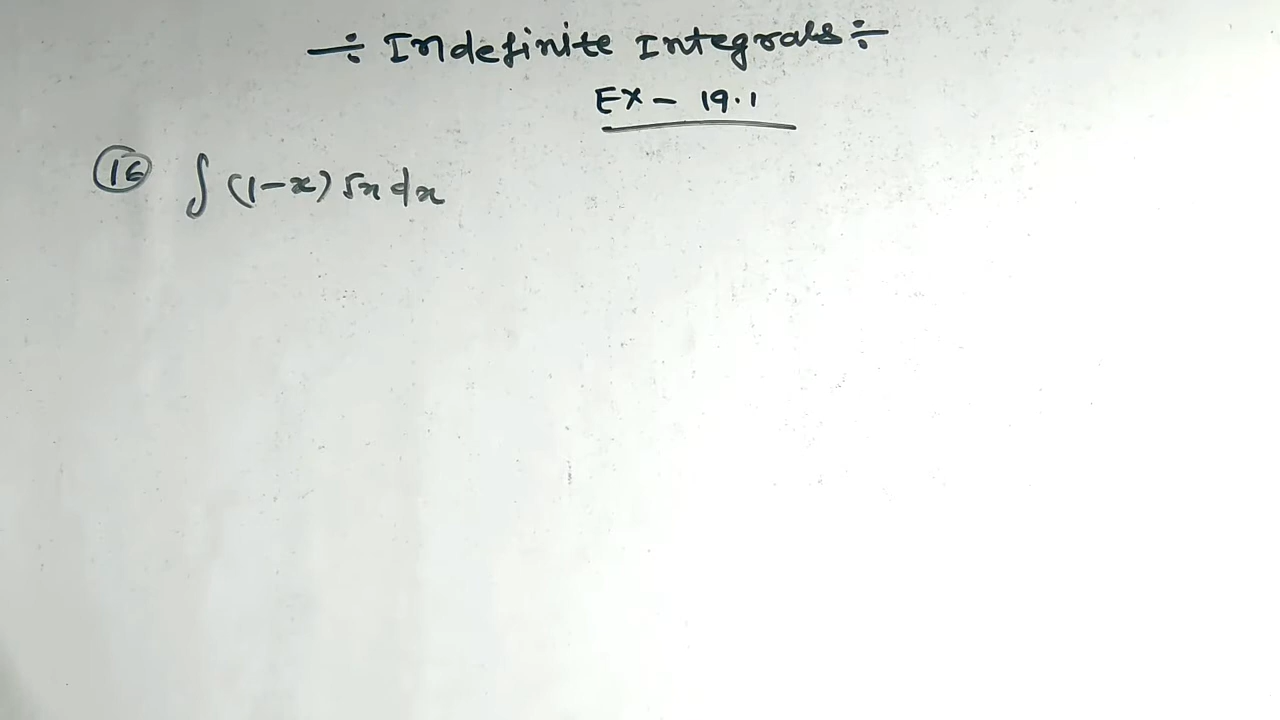 ÷ Indefinite Integrals ÷
EX - 19.1
16 ∫ (1-x) √x dx